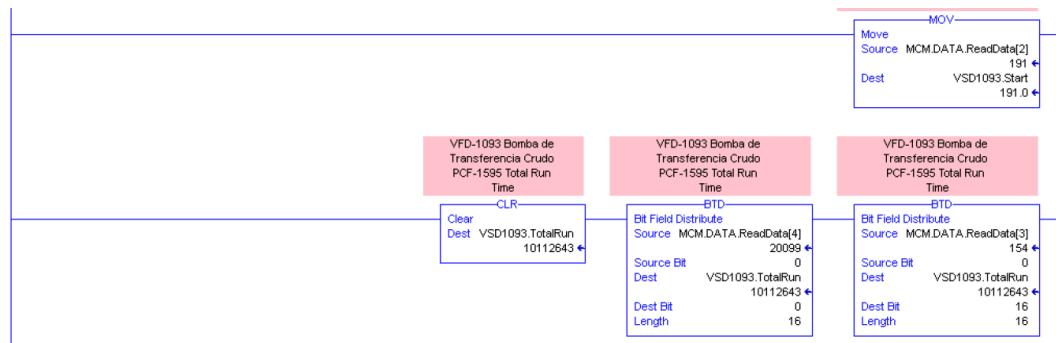 MOV
Move
Source MCM.DATA.ReadData[2]
191
Dest VSD1093.Start
191.0
VFD-1093 Bomba de
Transferencia Crudo
PCF-1595 Total Run
Time
CLR
Clear
Dest VSD1093.TotalRun
10112643
VFD-1093 Bomba de
Transferencia Crudo
PCF-1595 Total Run
Time
BTD
Bit Field Distribute
Source MCM.DATA.ReadData[4]
20099
Source Bit 0
Dest VSD1093.TotalRun
10112643
Dest Bit 0
Length 16
VFD-1093 Bomba de
Transferencia Crudo
PCF-1595 Total Run
Time
BTD
Bit Field Distribute
Source MCM.DATA.ReadData[3]
154
Source Bit 0
Dest VSD1093.TotalRun
10112643
Dest Bit 16
Length 16